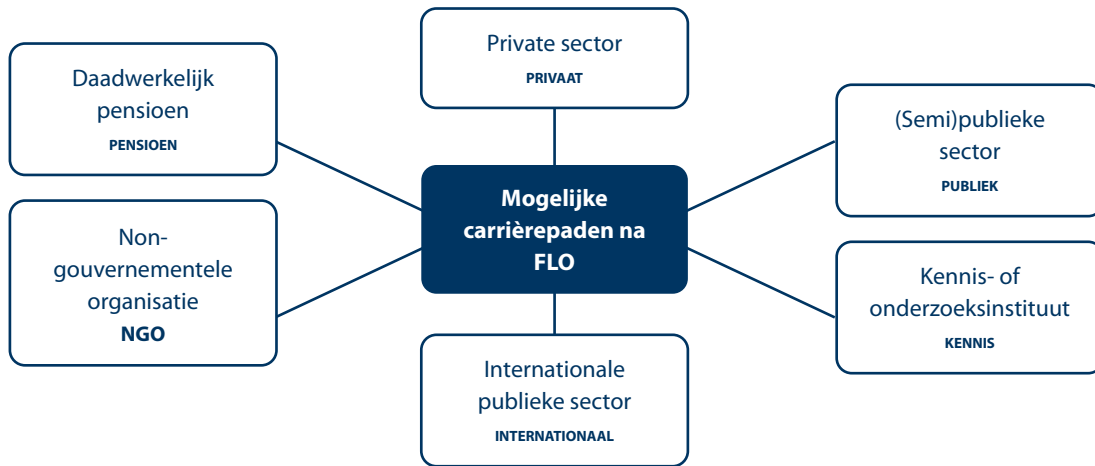 Private sector
PRIVAAT
Daadwerkelijk
pensioen
PENSIOEN
(Semi)publieke
sector
PUBLIEK
Mogelijke
carrièrepaden na
FLO
Non-
gouvernementele
organisatie
NGO
Kennis- of
onderzoeksinstituut
KENNIS
Internationale
publieke sector
INTERNATIONAAL